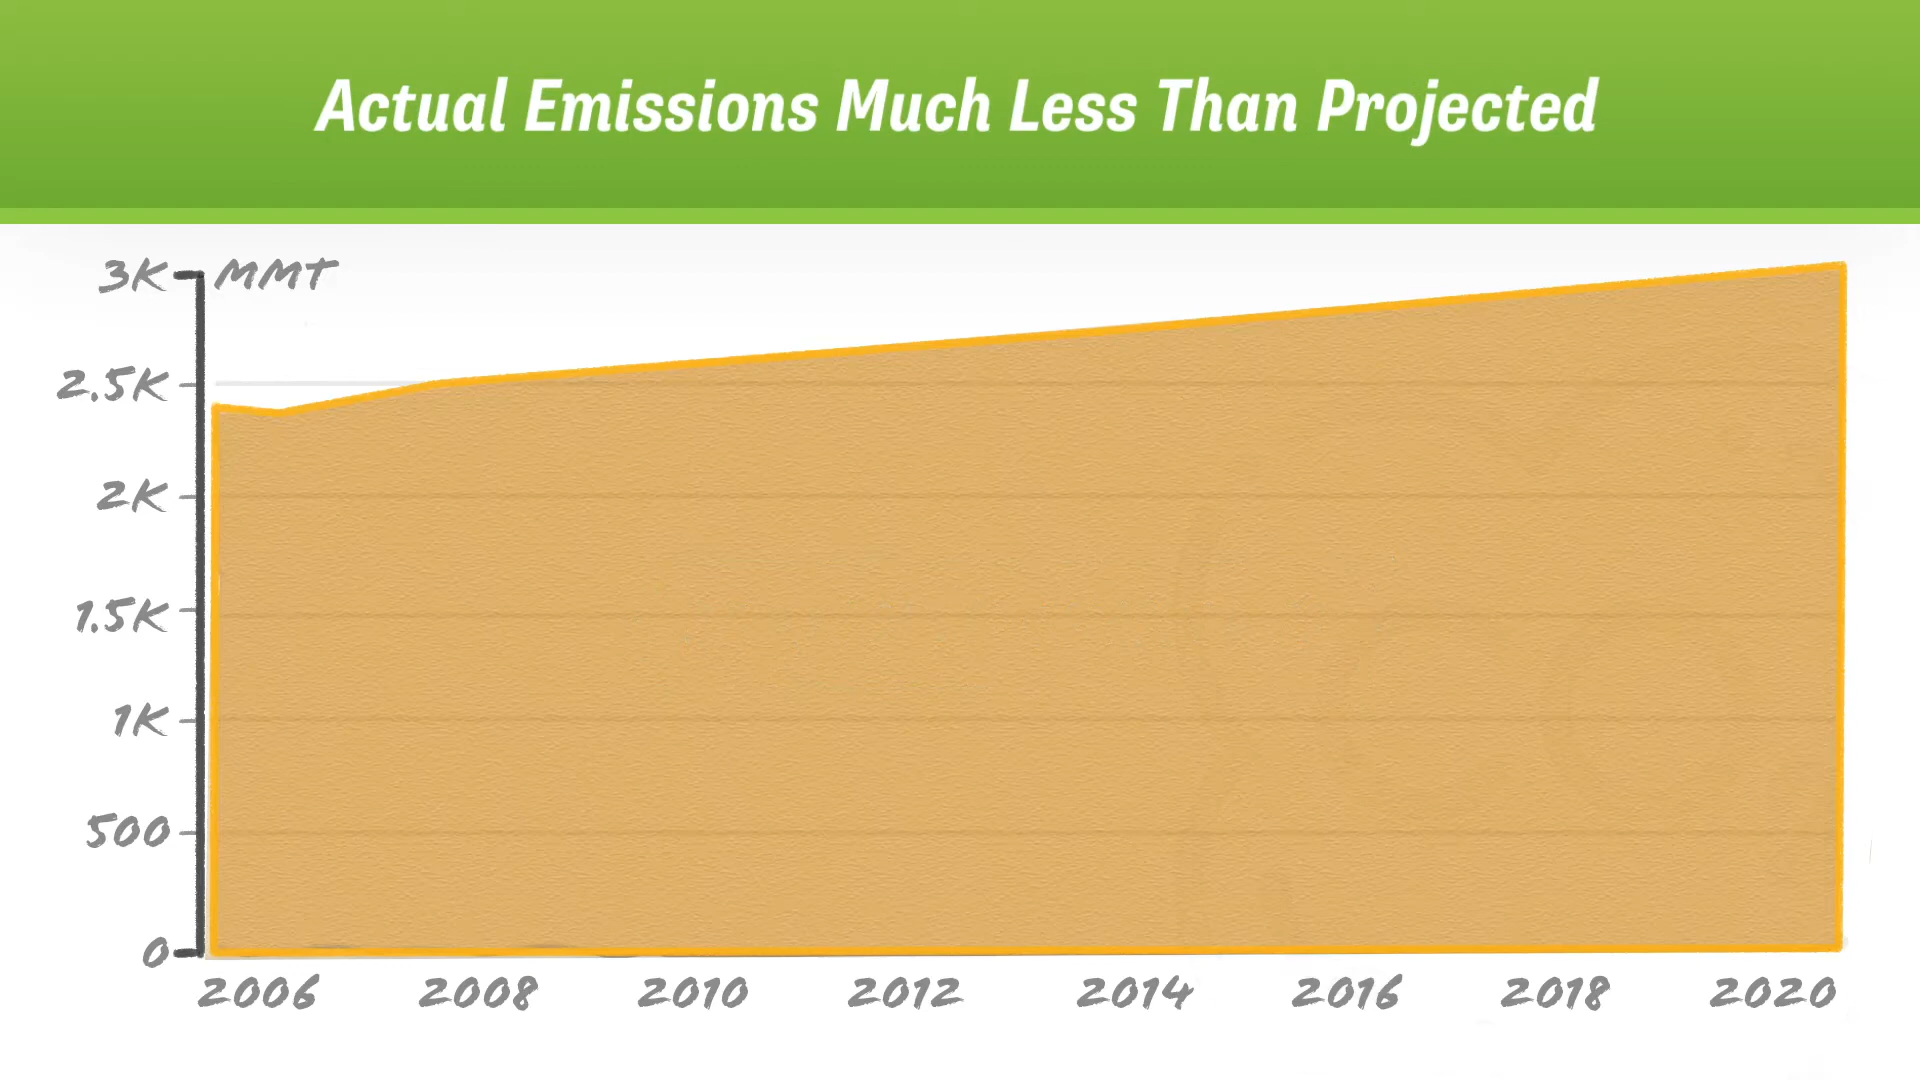 Actual Emissions Much Less Than Projected
3K MMT
2.5K
2K
1.5K
1K
500
0
2006 2008 2010 2012 2014 2016 2018 2020